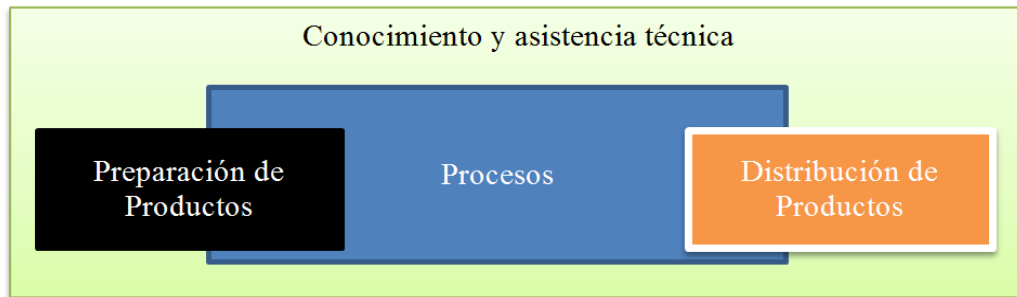 Conocimiento y asistencia técnica
Preparación de
Productos
Procesos
Distribución de
Productos